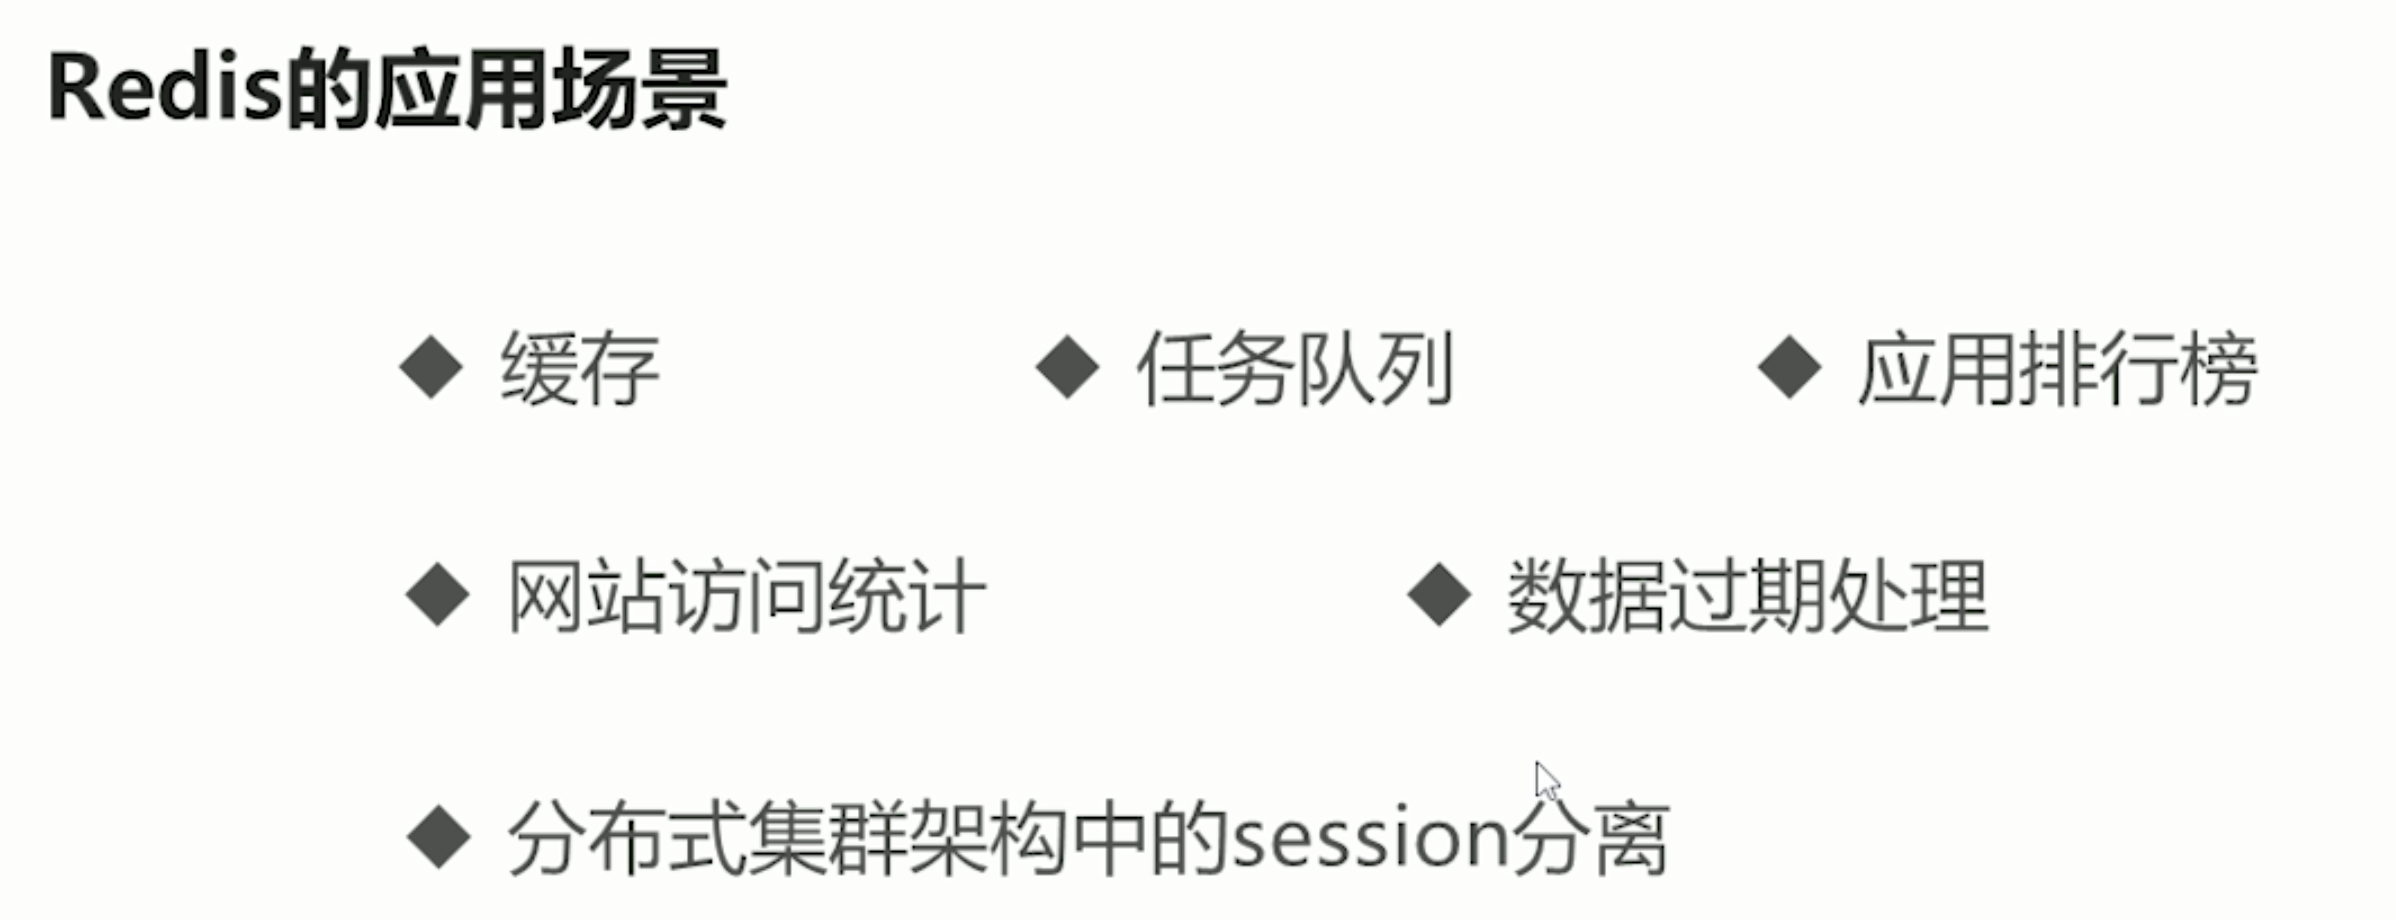 Redis的应用场景
◆ 缓存 ◆ 任务队列 ◆ 应用排行榜
◆ 网站访问统计 ◆ 数据过期处理
◆ 分布式集群架构中的session分离